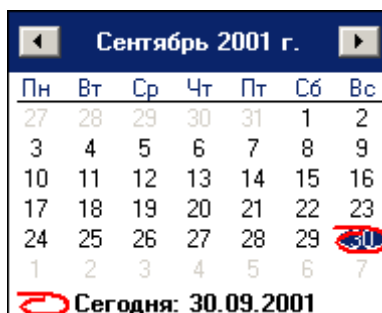 Сентябрь 2001 г.
Пн Вт Ср Чт Пт Сб Вс
27 28 29 30 31 1 2
3 4 5 6 7 8 9
10 11 12 13 14 15 16
17 18 19 20 21 22 23
24 25 26 27 28 29 30
1 2 3 4 5 6 7
Сегодня: 30.09.2001